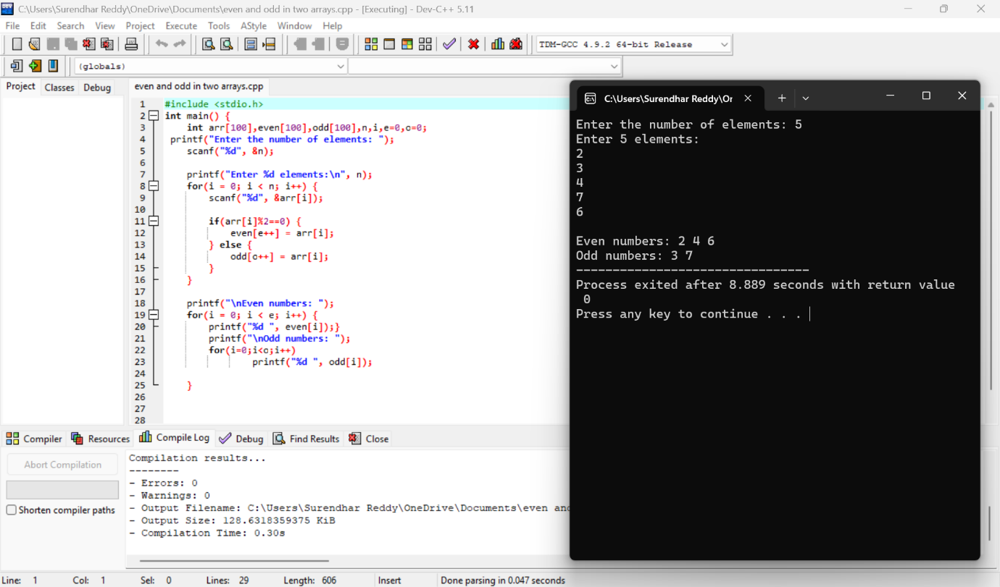 C:\Users\Surendhar Reddy\OneDrive\Documents\even and odd in two arrays.cpp - [Executing] - Dev-C++ 5.11
File Edit Search View Project Execute Tools AStyle Window Help
TDM-GCC 4.9.2 64-bit Release
(globals)
Project Classes Debug
even and odd in two arrays.cpp
1 #include <stdio.h>
2 int main() {
3     int arr[100],even[100],odd[100],n,i,e=0,o=0;
4  printf("Enter the number of elements: ");
5     scanf("%d", &n);
6
7     printf("Enter %d elements:\n", n);
8     for(i = 0; i < n; i++) {
9         scanf("%d", &arr[i]);
10
11         if(arr[i]%2==0) {
12             even[e++] = arr[i];
13         } else {
14             odd[o++] = arr[i];
15         }
16     }
17
18     printf("\nEven numbers: ");
19     for(i = 0; i < e; i++) {
20         printf("%d ", even[i]);}
21         printf("\nOdd numbers: ");
22         for(i=0;i<o;i++)
23                 printf("%d ", odd[i]);
24
25     }
26
27
28
C:\Users\Surendhar Reddy\Or
Enter the number of elements: 5
Enter 5 elements:
2
3
4
7
6
Even numbers: 2 4 6
Odd numbers: 3 7
--------------------------------
Process exited after 8.889 seconds with return value
 0
Press any key to continue . . .
Compiler Resources Compile Log Debug Find Results Close
Abort Compilation
Shorten compiler paths
Compilation results...
--------
- Errors: 0
- Warnings: 0
- Output Filename: C:\Users\Surendhar Reddy\OneDrive\Documents\even and
- Output Size: 128.6318359375 KiB
- Compilation Time: 0.30s
Line: 1 Col: 1 Sel: 0 Lines: 29 Length: 606 Insert Done parsing in 0.047 seconds